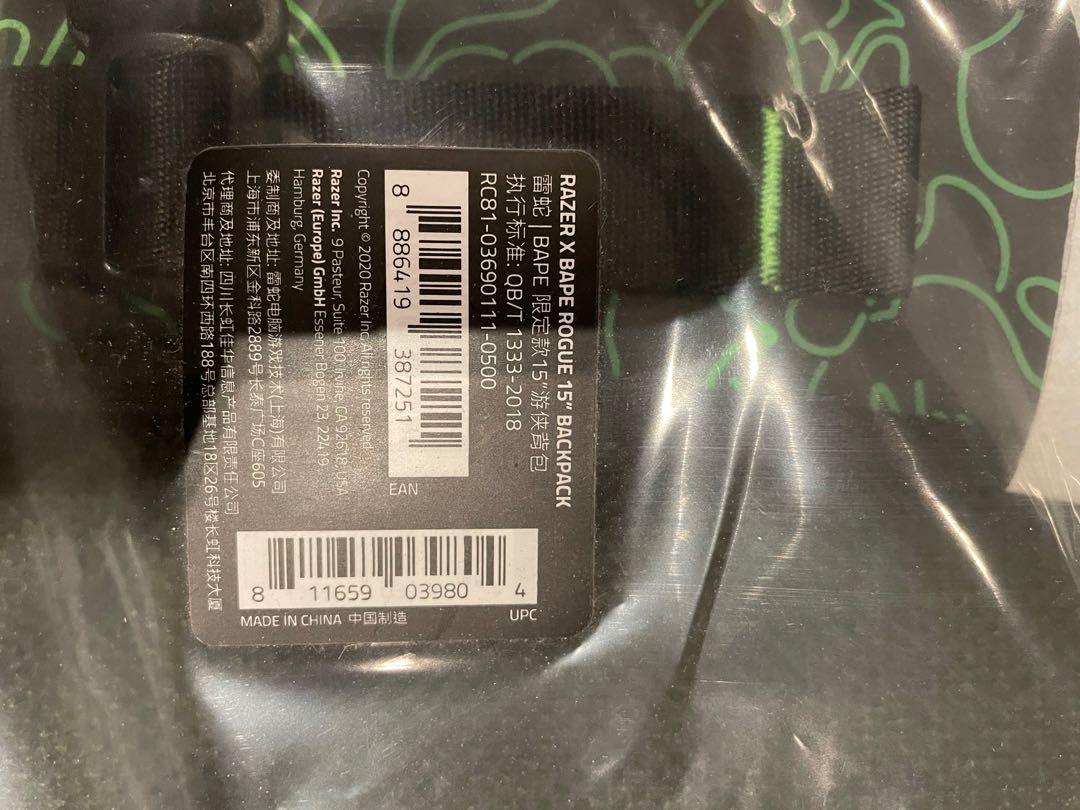 RAZER X BAPE ROGUE 15" BACKPACK
雷蛇 | BAPE 限定款15"游侠背包
执行标准: QB/T 1333-2018
RC81-03690111-0500
8 886419 387251
EAN
Copyright © 2020 Razer Inc. All rights reserved.
Razer Inc. 9 Pasteur, Suite 100, Irvine, CA 92618, USA
Razer (Europe) GmbH Essener Bogen 23, 22419
Hamburg, Germany
委制商及地址: 雷蛇电脑游戏技术(上海)有限公司
上海市浦东新区金科路2889号长泰广场C座605
代理商及地址: 四川长虹佳华信息产品有限责任公司
北京市丰台区南四环西路188号总部基地18区26号楼长虹科技大厦
8 11659 03980 4
MADE IN CHINA 中国制造
UPC